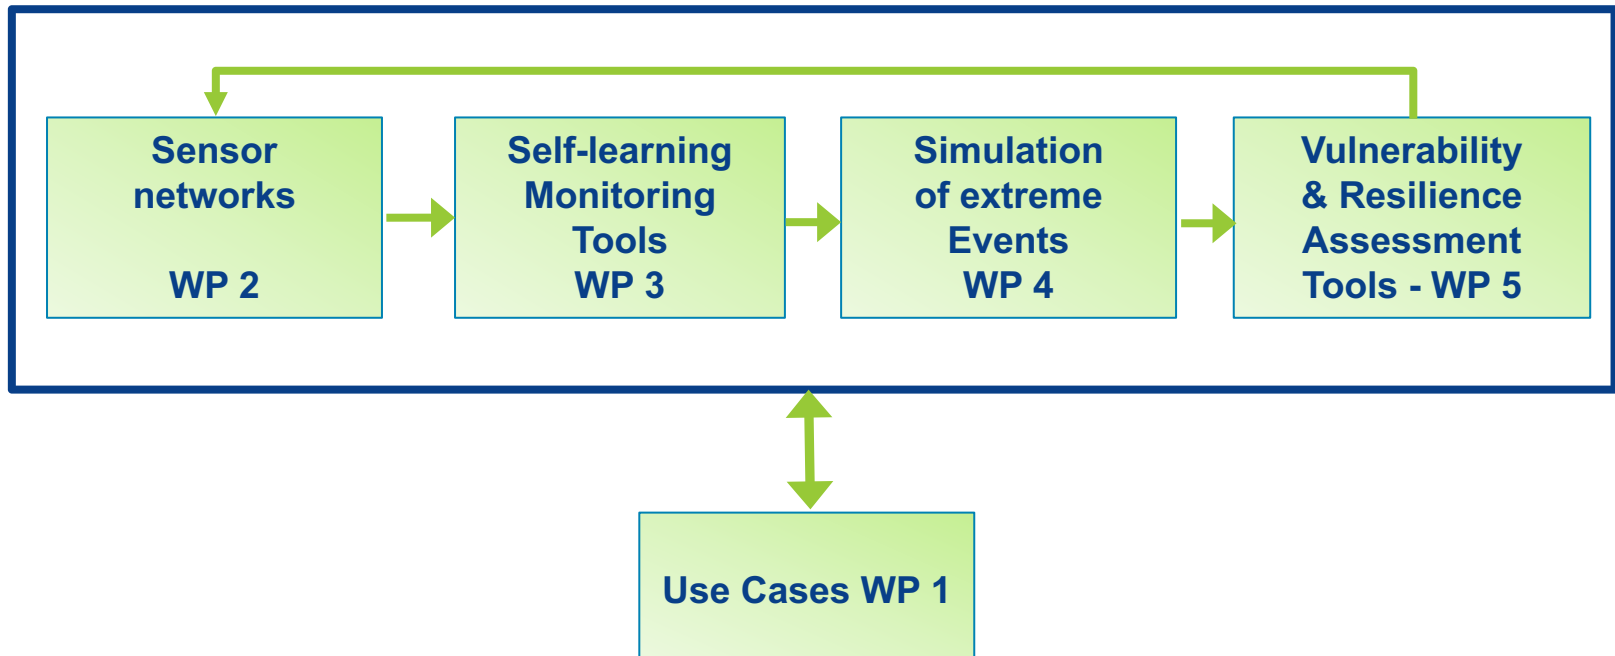 Sensor
networks
WP 2
Self-learning
Monitoring
Tools
WP 3
Simulation
of extreme
Events
WP 4
Vulnerability
& Resilience
Assessment
Tools - WP 5
Use Cases WP 1